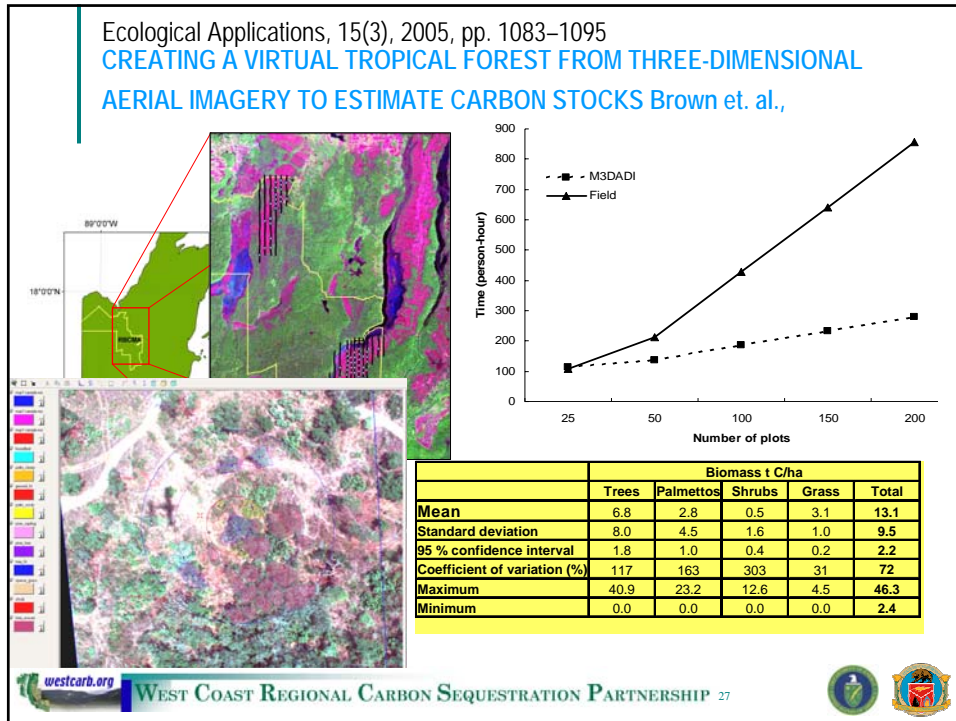 Ecological Applications, 15(3), 2005, pp. 1083–1095
CREATING A VIRTUAL TROPICAL FOREST FROM THREE-DIMENSIONAL
AERIAL IMAGERY TO ESTIMATE CARBON STOCKS Brown et. al.,
89°0'0"W
18°0'0"N
900
800
700
600
500
400
300
200
100
0
Time (person-hour)
M3DADI
Field
25 50 100 150 200
Number of plots
Biomass t C/ha
Trees Palmettos Shrubs Grass Total
Mean 6.8 2.8 0.5 3.1 13.1
Standard deviation 8.0 4.5 1.6 1.0 9.5
95 % confidence interval 1.8 1.0 0.4 0.2 2.2
Coefficient of variation (%) 117 163 303 31 72
Maximum 40.9 23.2 12.6 4.5 46.3
Minimum 0.0 0.0 0.0 0.0 2.4
westcarb.org
WEST COAST REGIONAL CARBON SEQUESTRATION PARTNERSHIP 27